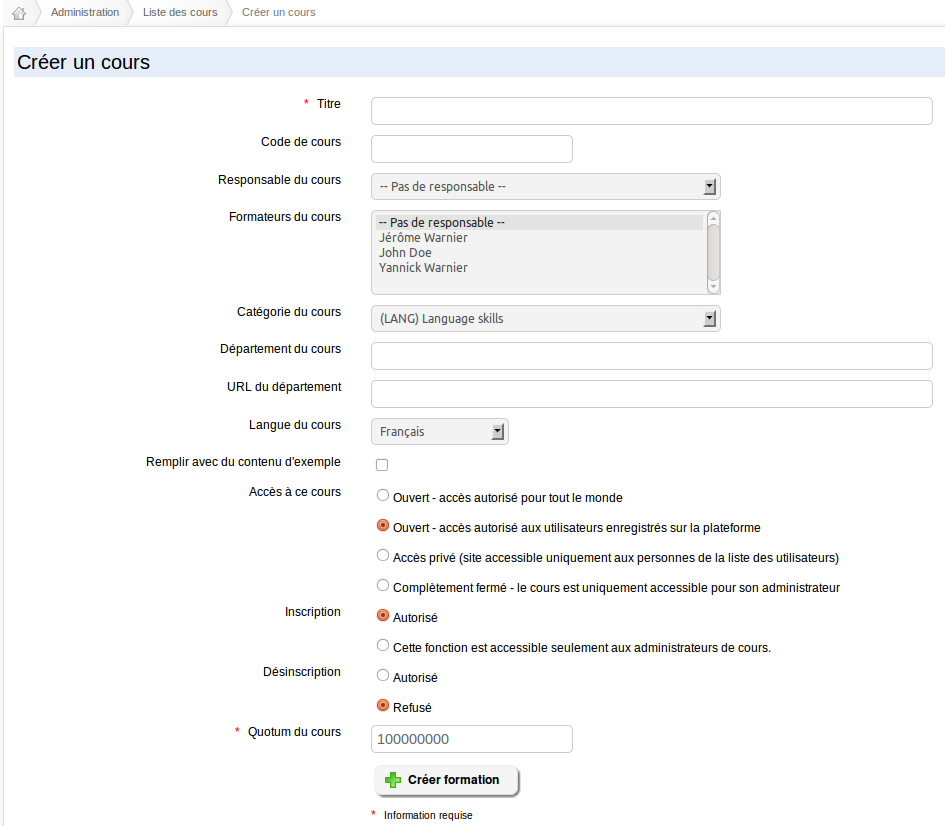 Administration Liste des cours Créer un cours
Créer un cours
* Titre
Code de cours
Responsable du cours -- Pas de responsable --
Formateurs du cours -- Pas de responsable --
Jérôme Warnier
John Doe
Yannick Warnier
Catégorie du cours (LANG) Language skills
Département du cours
URL du département
Langue du cours Français
Remplir avec du contenu d'exemple
Accès à ce cours Ouvert - accès autorisé pour tout le monde
Ouvert - accès autorisé aux utilisateurs enregistrés sur la plateforme
Accès privé (site accessible uniquement aux personnes de la liste des utilisateurs)
Complètement fermé - le cours est uniquement accessible pour son administrateur
Inscription Autorisé
Cette fonction est accessible seulement aux administrateurs de cours.
Désinscription Autorisé
Refusé
* Quotum du cours 100000000
Créer formation
* Information requise